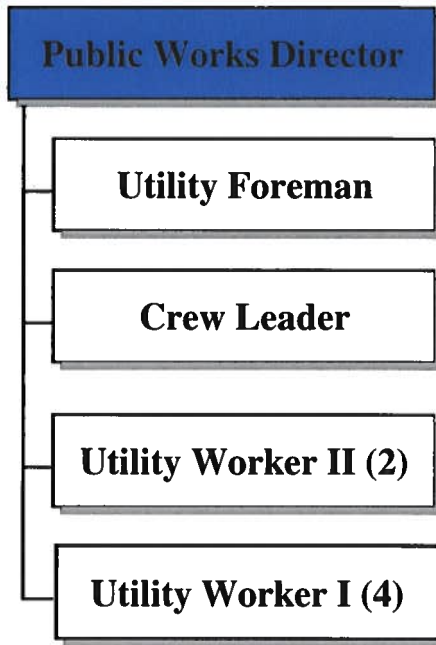 Public Works Director
Utility Foreman
Crew Leader
Utility Worker II (2)
Utility Worker I (4)